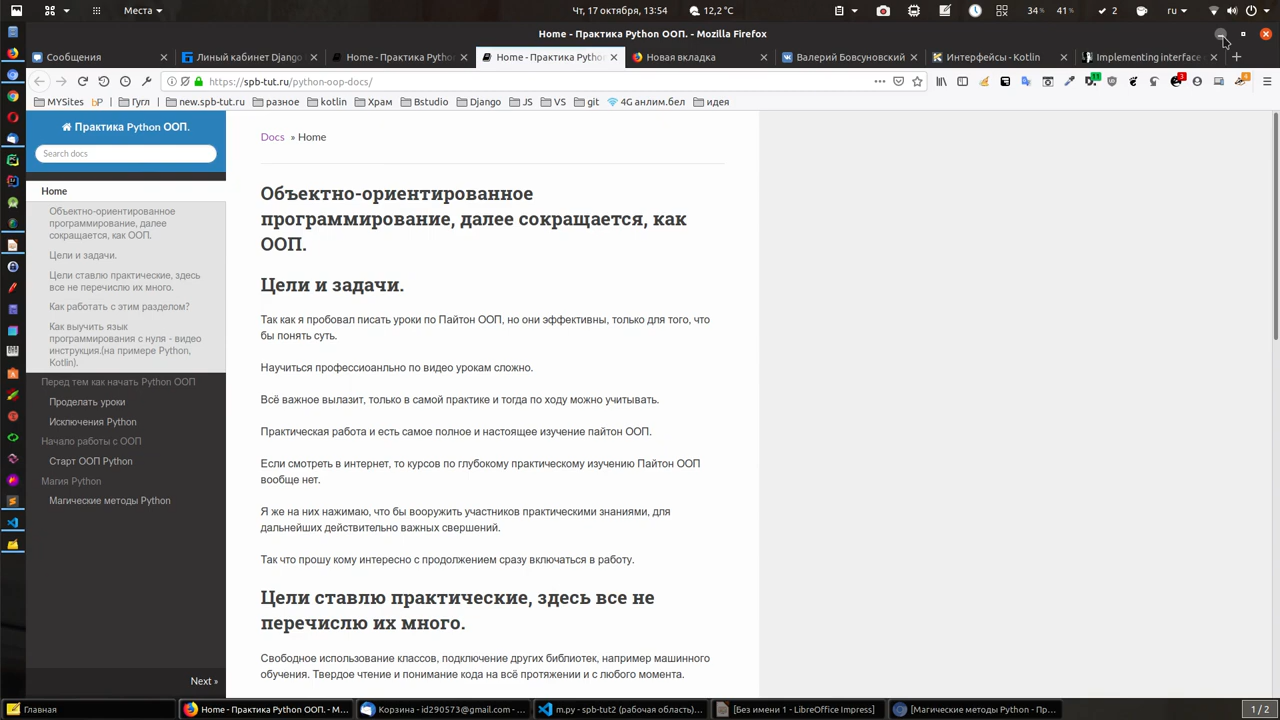 Места
Чт, 17 октября, 13:54
34%
41%
2
ru
Home - Практика Python ООП. - Mozilla Firefox
Сообщения
Линый кабинет Django
Home - Практика Pytho
Home - Практика Pytho
Новая вкладка
Валерий Бовсуновский
Интерфейсы - Kotlin
Implementing interface
https://spb-tut.ru/python-oop-docs/
11
3
4
MYSites
Гугл
new.spb-tut.ru
разное
kotlin
Храм
Bstudio
Django
JS
VS
git
4G анлим.бел
идея
Практика Python ООП.
Search docs
Home
Объектно-ориентированное
программирование, далее
сокращается, как ООП.
Цели и задачи.
Цели ставлю практические, здесь
все не перечислю их много.
Как работать с этим разделом?
Как выучить язык
программирования с нуля - видео
инструкция.(на примере Python,
Kotlin).
Перед тем как начать Python ООП
Проделать уроки
Исключения Python
Начало работы с ООП
Старт ООП Python
Магия Python
Магические методы Python
Next »
Docs » Home
Объектно-ориентированное
программирование, далее сокращается, как
ООП.
Цели и задачи.
Так как я пробовал писать уроки по Пайтон ООП, но они эффективны, только для того, что
бы понять суть.
Научиться профессиоанльно по видео урокам сложно.
Всё важное вылазит, только в самой практике и тогда по ходу можно учитывать.
Практическая работа и есть самое полное и настоящее изучение пайтон ООП.
Если смотреть в интернет, то курсов по глубокому практическому изучению Пайтон ООП
вообще нет.
Я же на них нажимаю, что бы вооружить участников практическими знаниями, для
дальнейших действительно важных свершений.
Так что прошу кому интересно с продолжением сразу включаться в работу.
Цели ставлю практические, здесь все не
перечислю их много.
Свободное использование классов, подключение других библиотек, например машинного
обучения. Твердое чтение и понимание кода на всё протяжении и с любого момента.
Главная
Home - Практика Python ООП. - M...
Корзина - id290573@gmail.com - ...
m.py - spb-tut2 (рабочая область)...
[Без имени 1 - LibreOffice Impress]
[Магические методы Python - Пр...
1 / 2